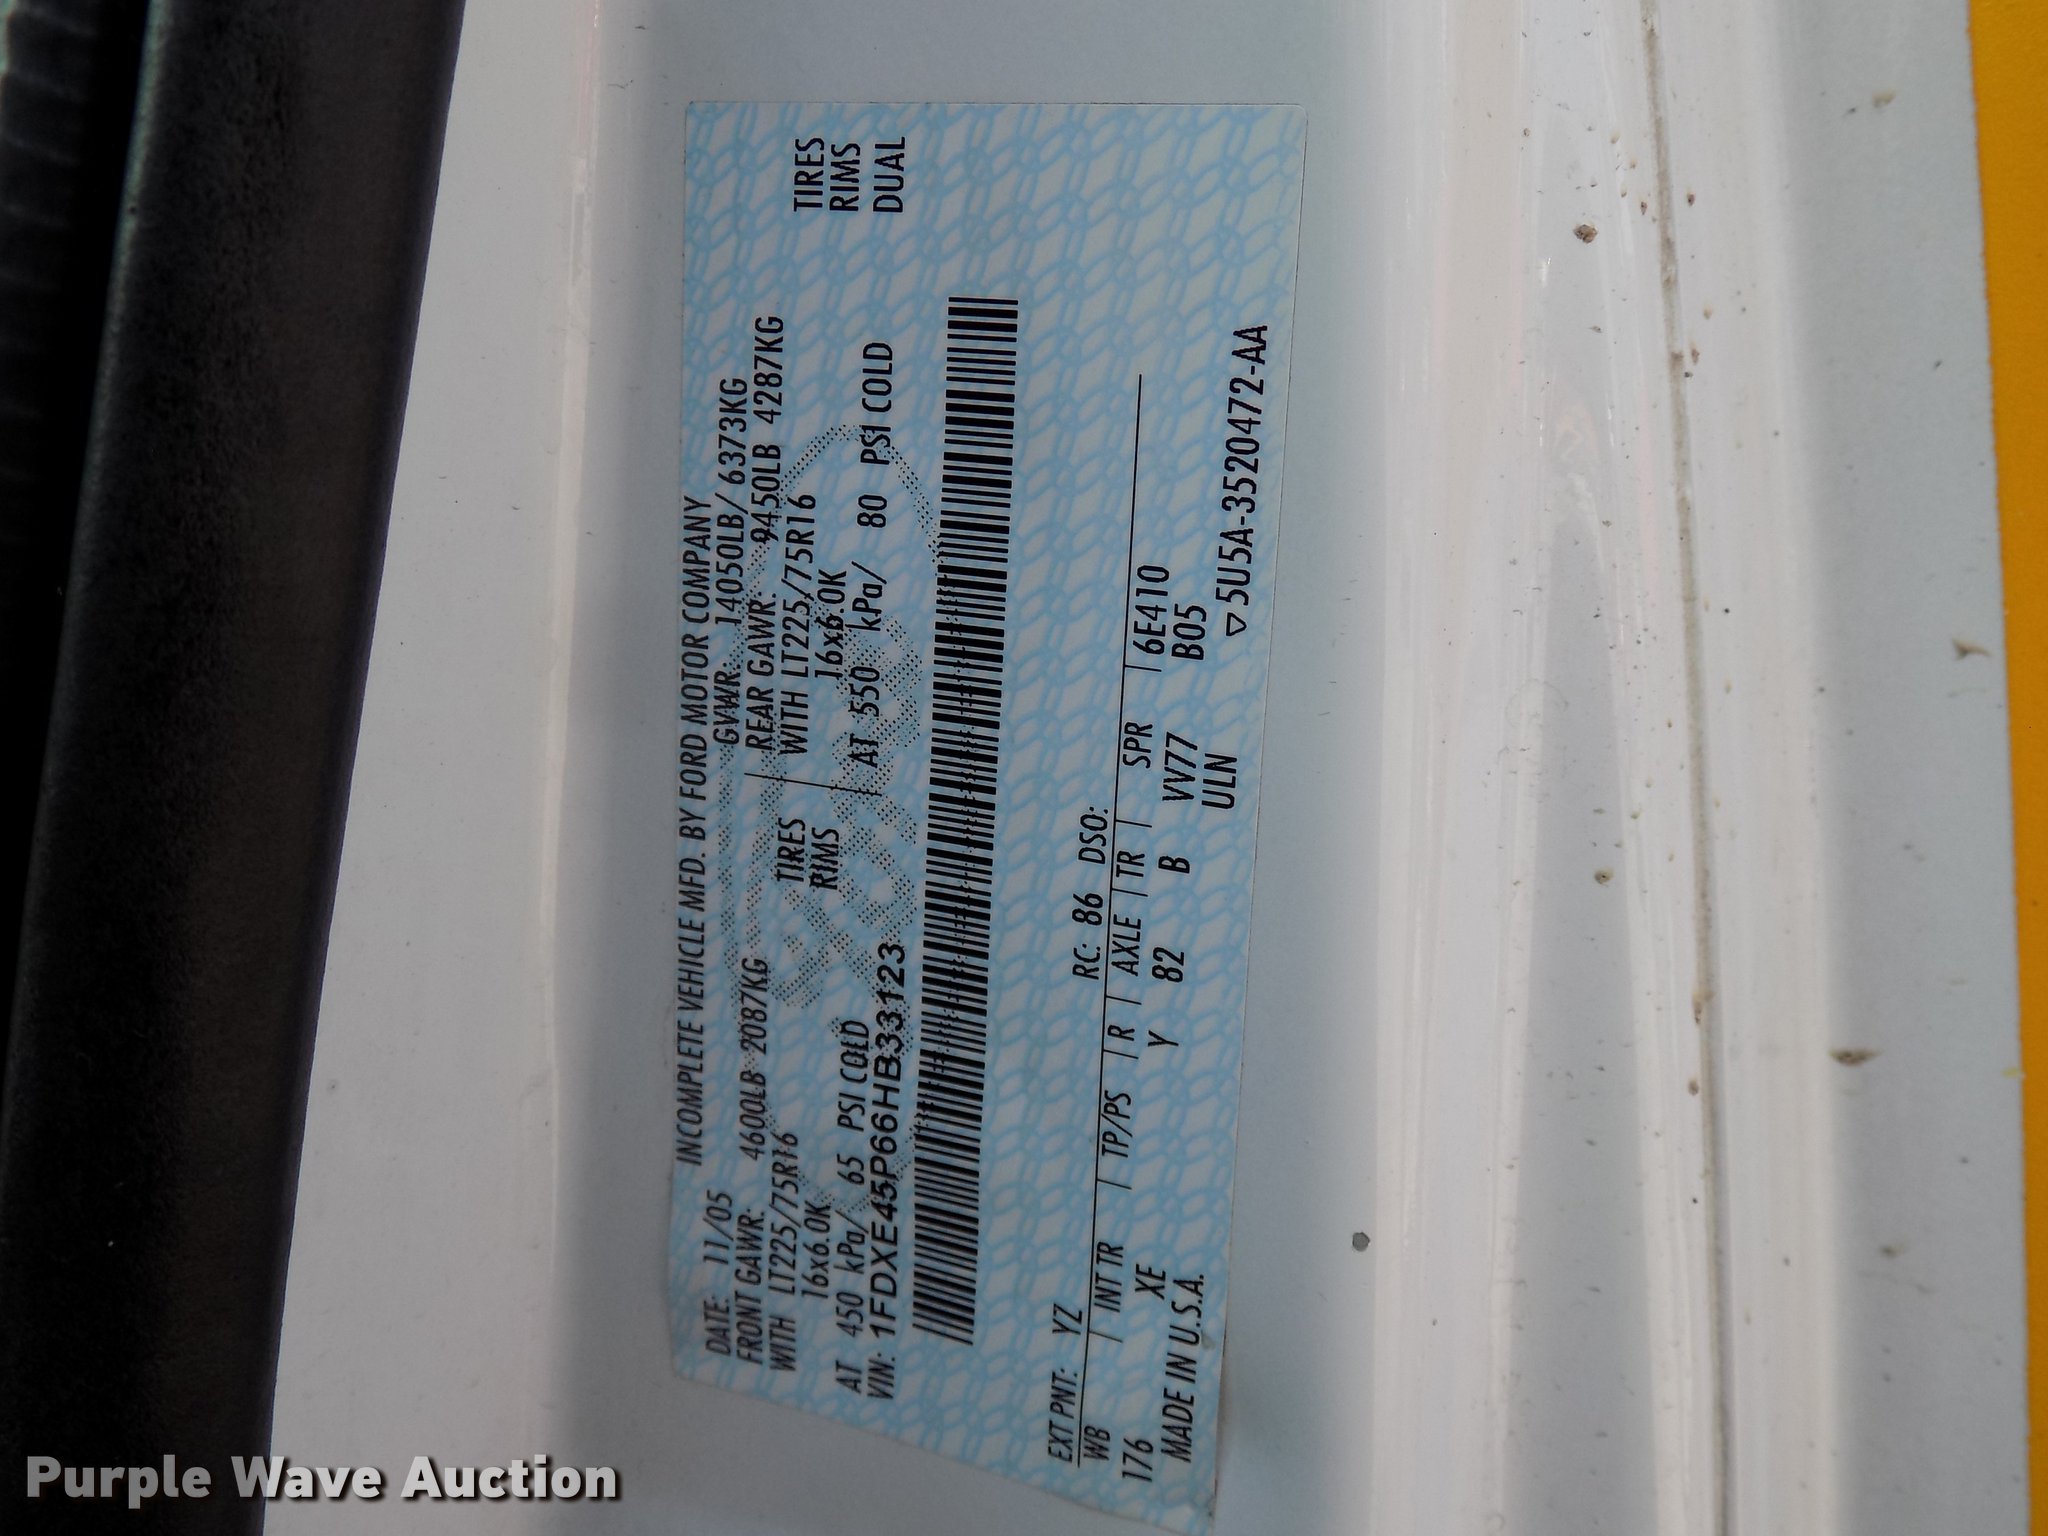 INCOMPLETE VEHICLE MFD. BY FORD MOTOR COMPANY
DATE: 11/05 GVWR: 14050LB/ 6373KG
FRONT GAWR: 4600LB 2087KG REAR GAWR: 9450LB 4287KG
WITH LT225/75R16 TIRES WITH LT225/75R16 TIRES
16x6.0K RIMS 16x6.0K RIMS
AT 450 kPa/ 65 PSI COLD AT 550 kPa/ 80 PSI COLD DUAL
VIN: 1FDXE45P66HB33123
EXT PNT: YZ RC: 86 DSO:
WB | INT TR | TP/PS | R | AXLE | TR | SPR | 6E410
176 XE Y 82 B VV77 B05
MADE IN U.S.A. ULN
▽5U5A-3520472-AA
Purple Wave Auction